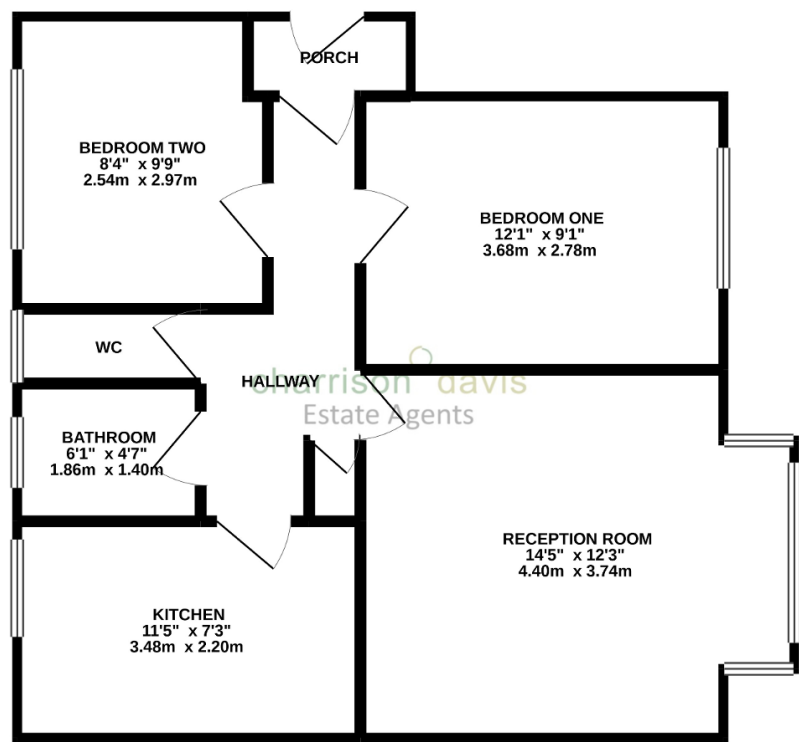 PORCH
BEDROOM TWO
8'4" x 9'9"
2.54m x 2.97m
BEDROOM ONE
12'1" x 9'1"
3.68m x 2.78m
WC
HALLWAY
charrison davis
Estate Agents
BATHROOM
6'1" x 4'7"
1.86m x 1.40m
RECEPTION ROOM
14'5" x 12'3"
4.40m x 3.74m
KITCHEN
11'5" x 7'3"
3.48m x 2.20m